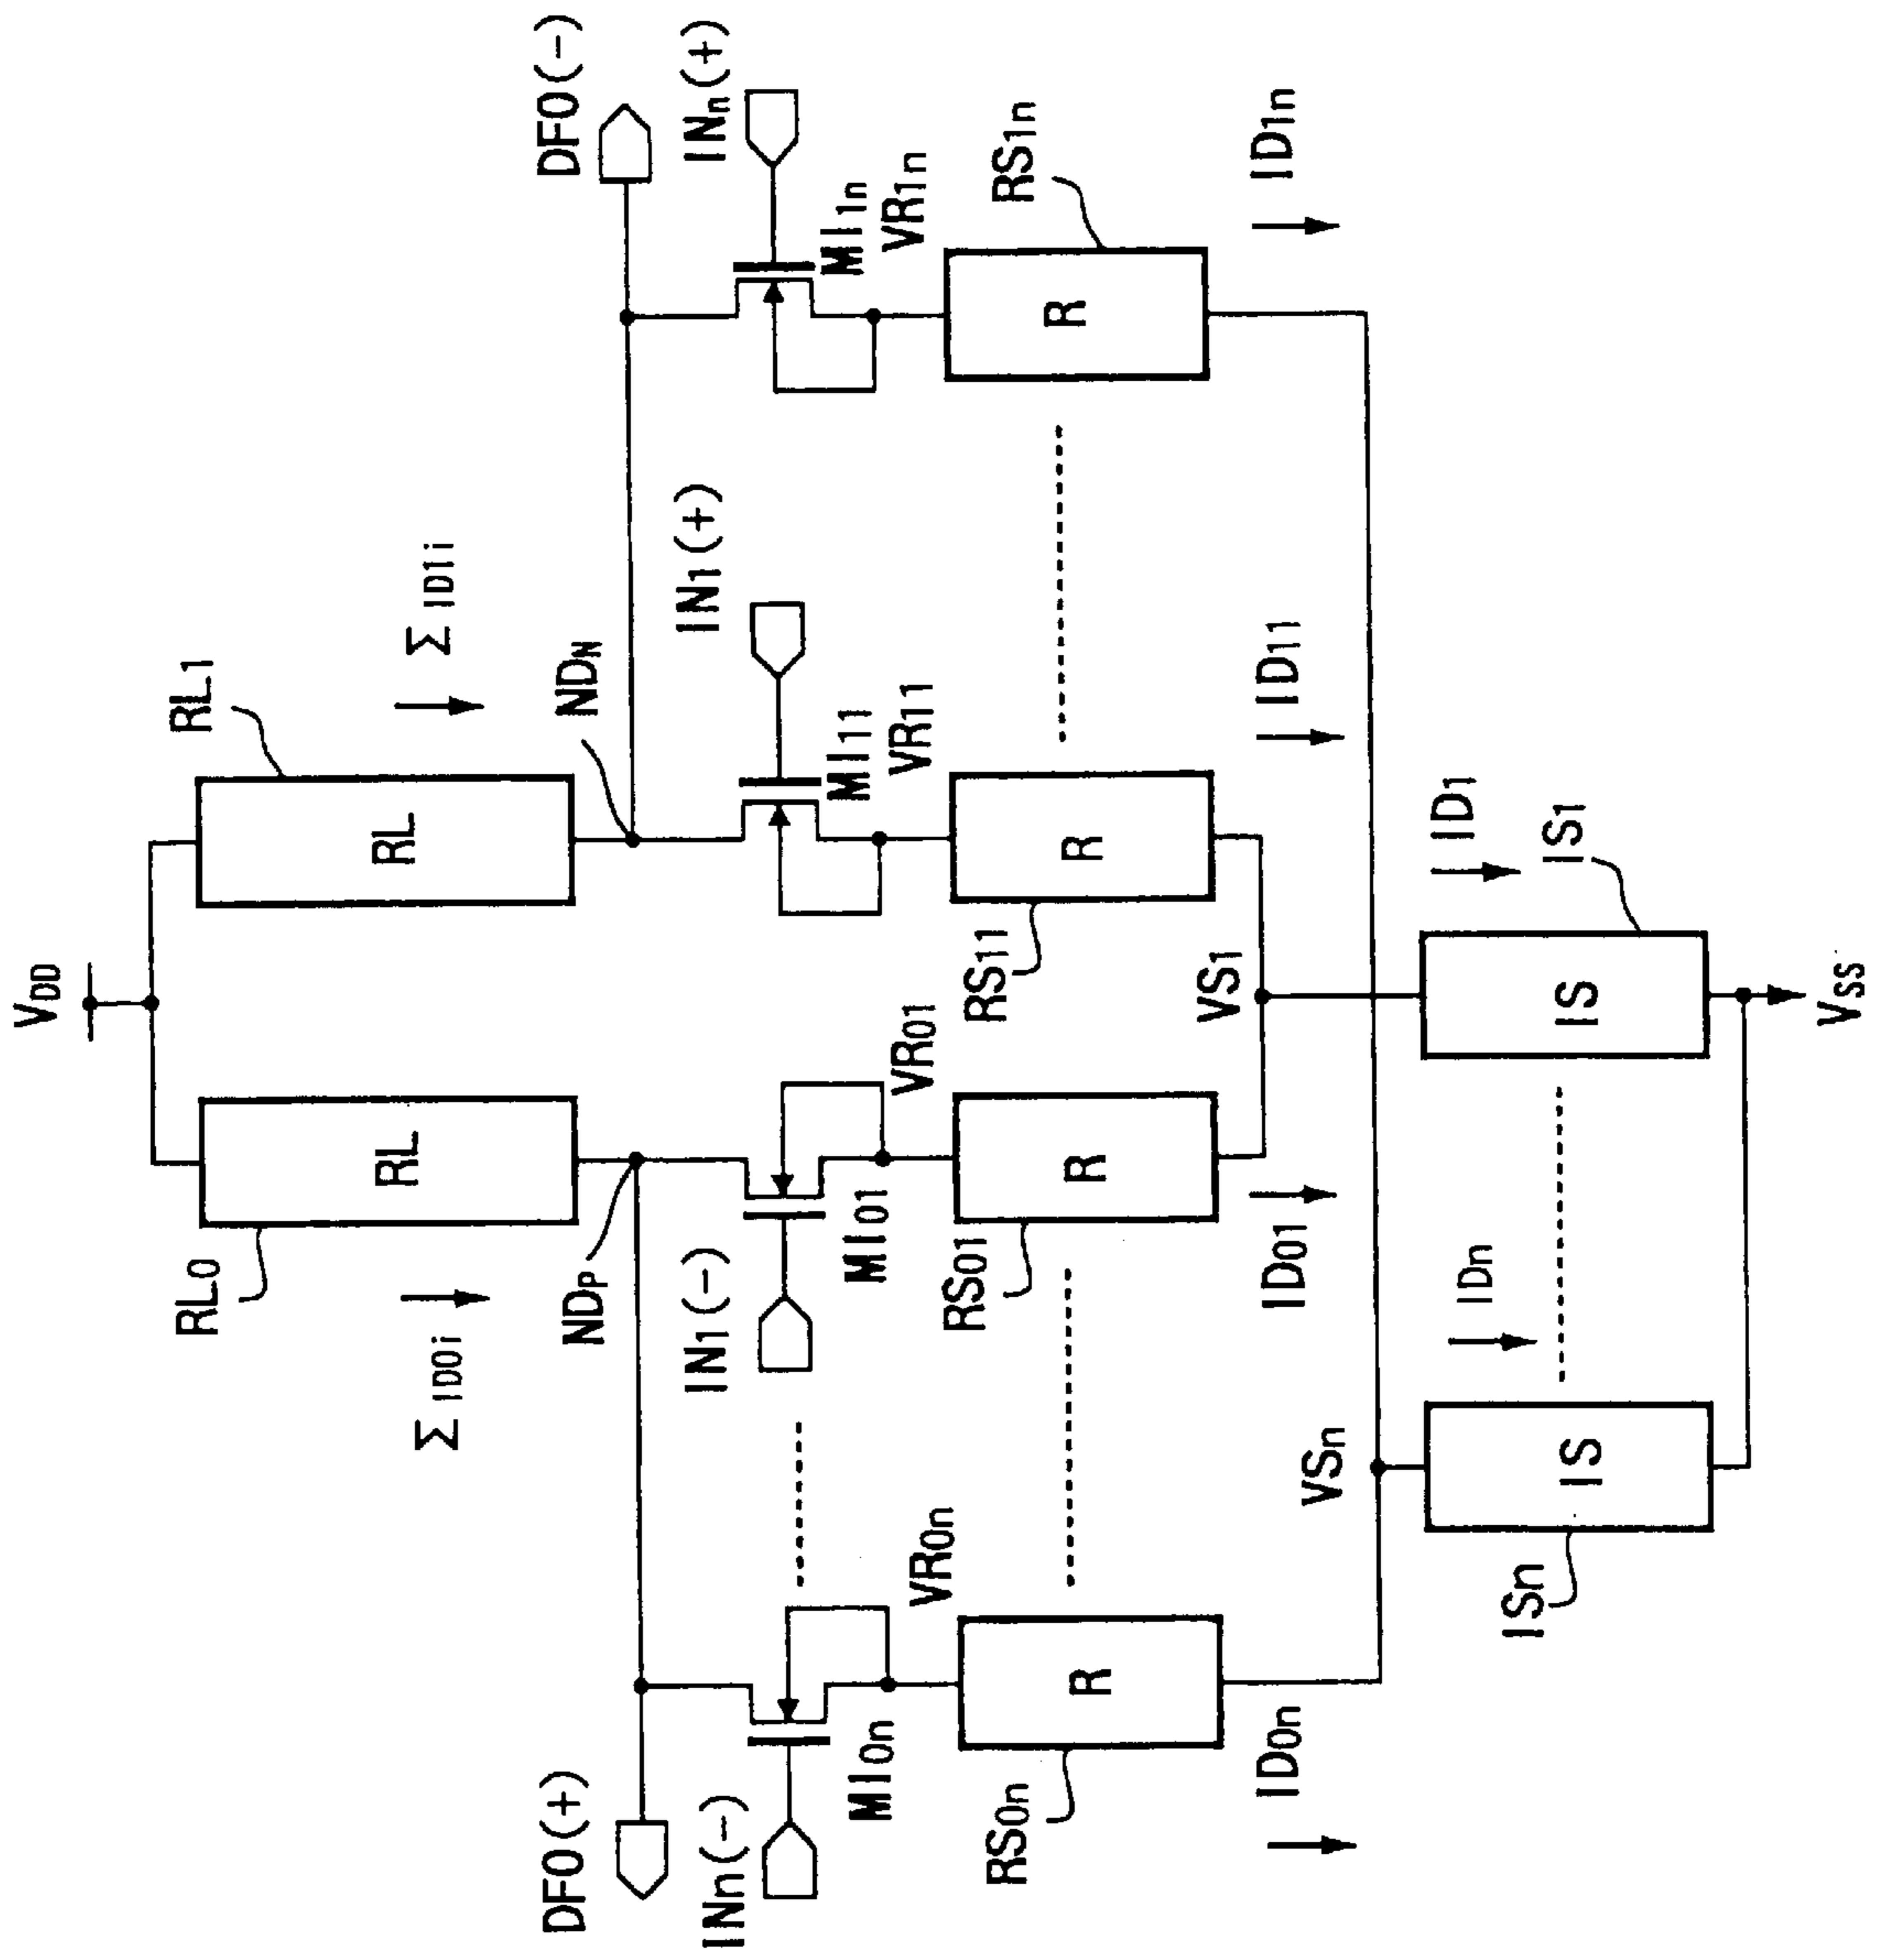 V_DD
RL0
RL
RL
RL1
Σ ID0i
Σ ID1i
NDP
NDN
DFO(+)
DFO(-)
INn(-)
IN1(-)
IN1(+)
INn(+)
MI0n
MI01
MI11
MI1n
VR0n
VR01
VR11
VR1n
RS0n
R
RS01
R
RS11
R
RS1n
R
ID0n
ID01
ID11
ID1n
VSn
VS1
IDn
ID1
ISn
IS
IS
IS1
V_SS